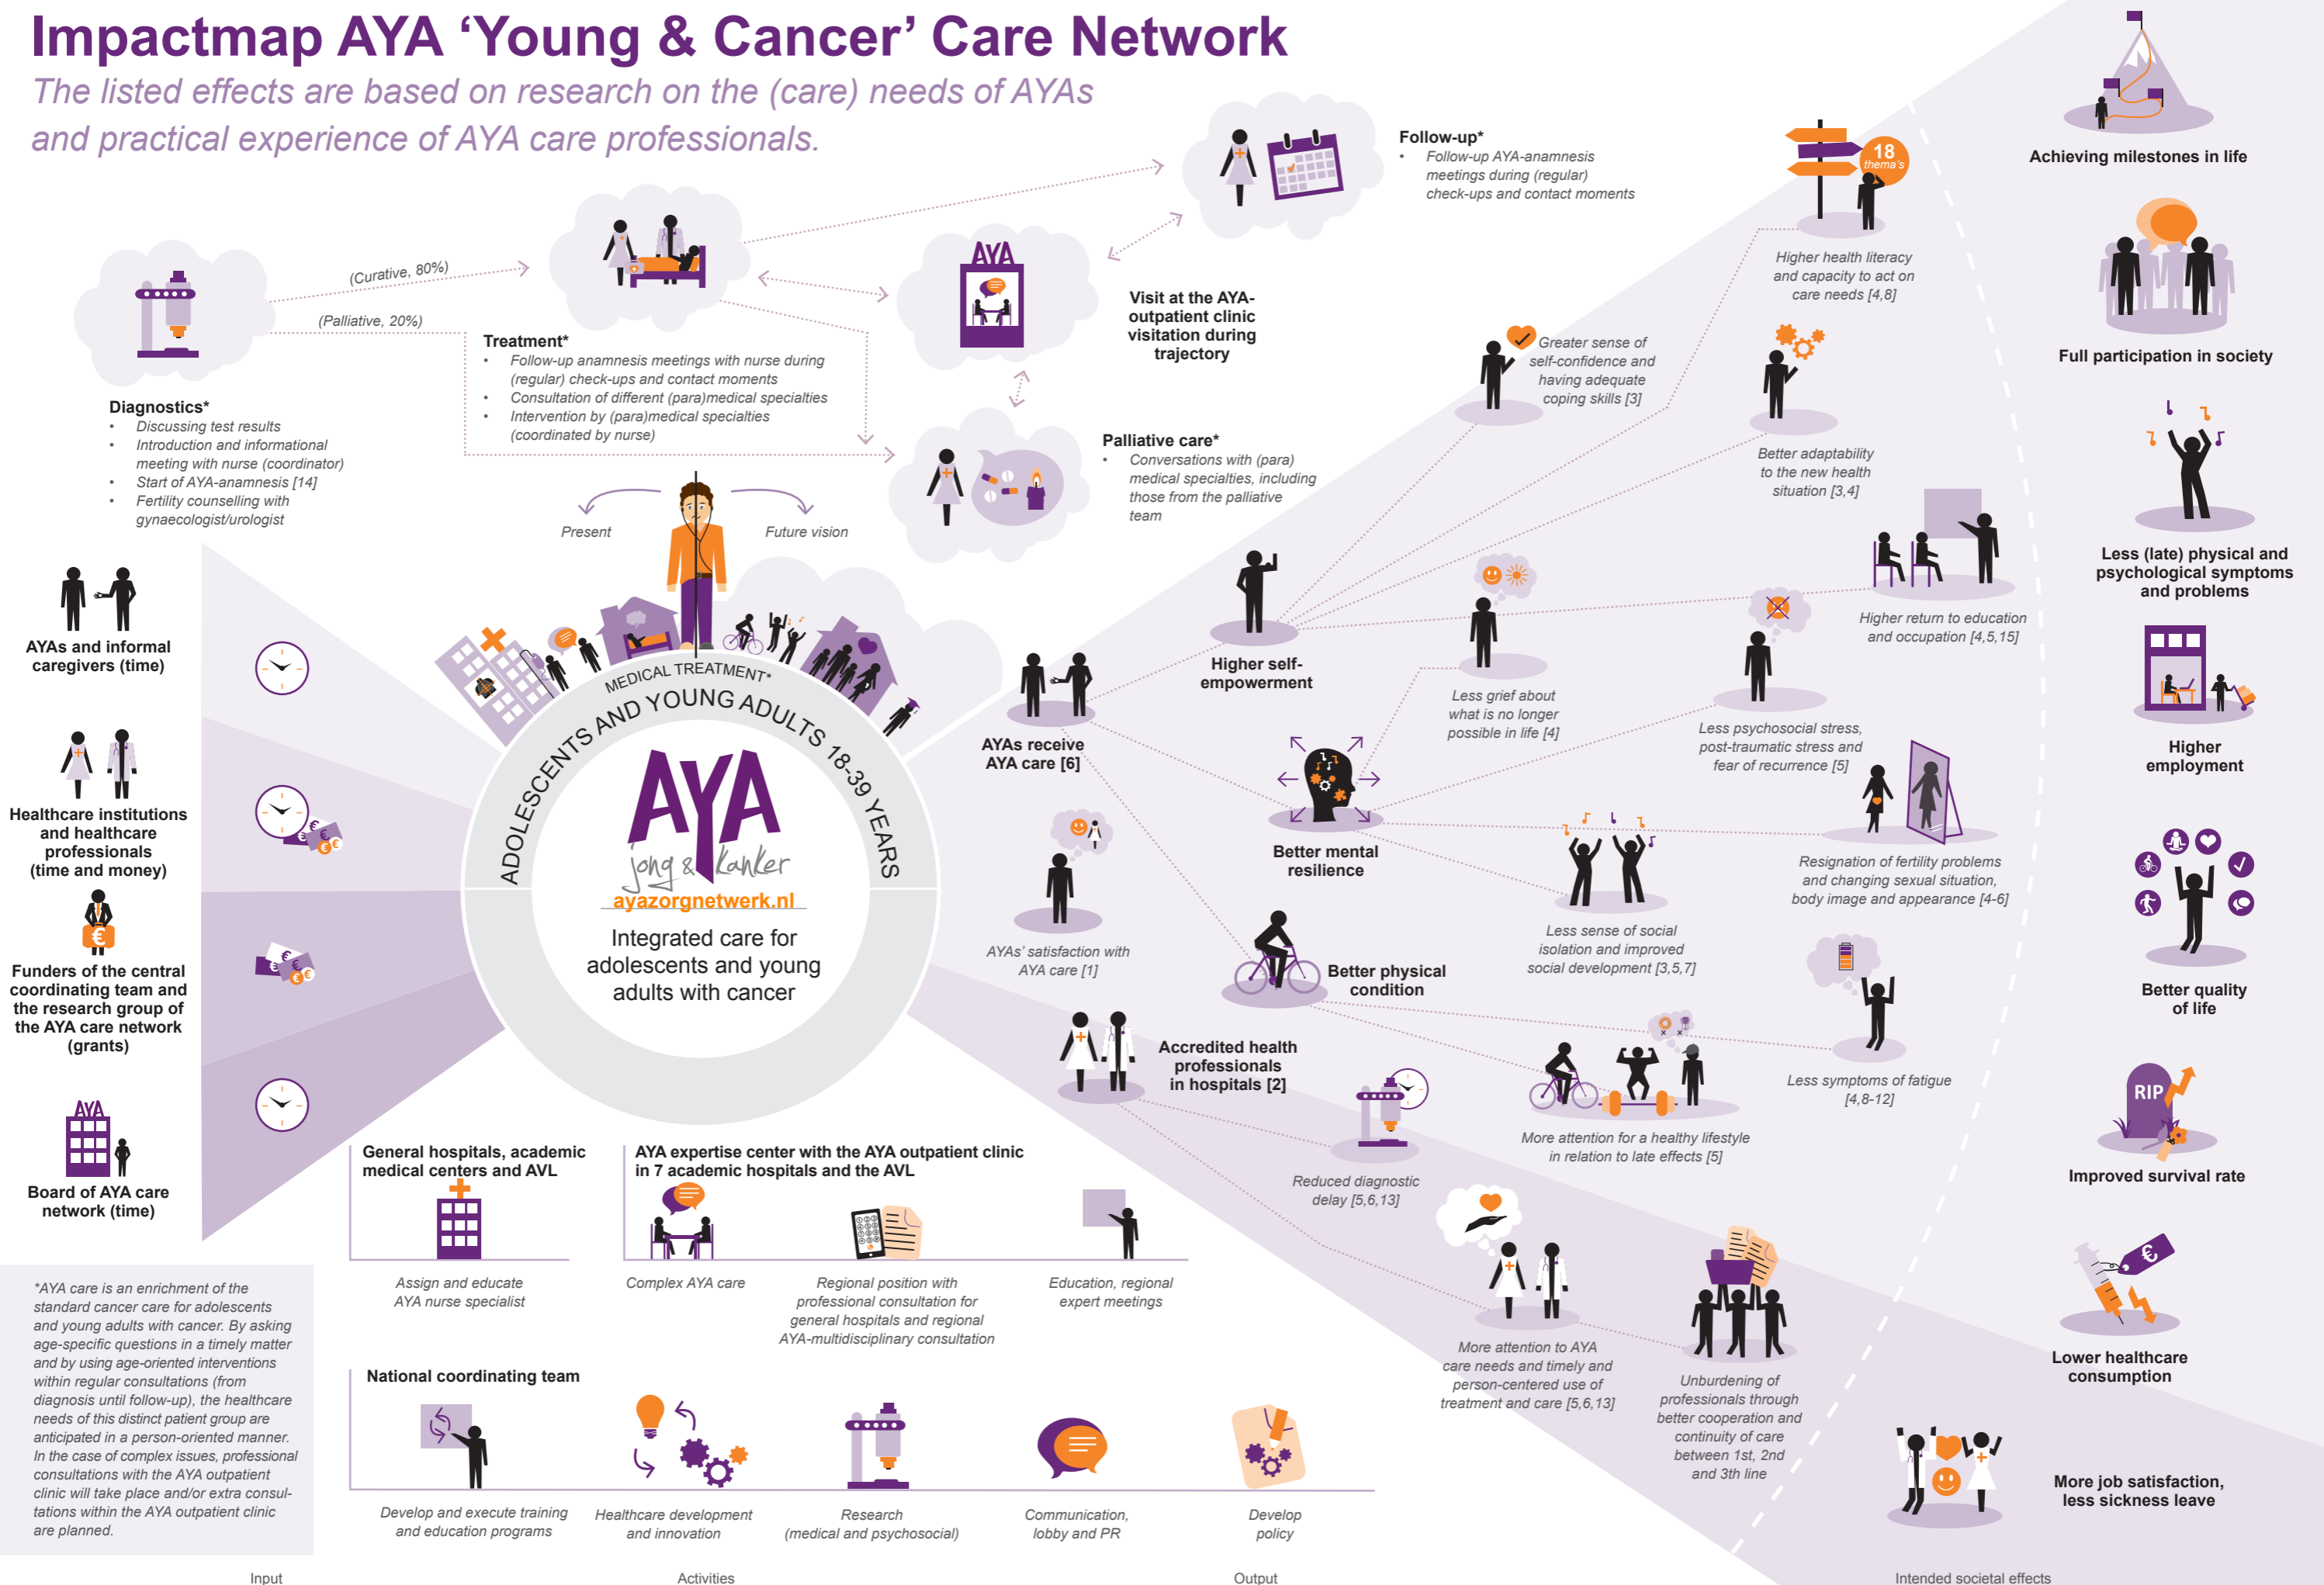 Impactmap AYA ‘Young & Cancer’ Care Network
The listed effects are based on research on the (care) needs of AYAs
and practical experience of AYA care professionals.
Diagnostics*
• Discussing test results
• Introduction and informational
meeting with nurse (coordinator)
• Start of AYA-anamnesis [14]
• Fertility counselling with
gynaecologist/urologist
(Curative, 80%)
(Palliative, 20%)
Treatment*
• Follow-up anamnesis meetings with nurse during
(regular) check-ups and contact moments
• Consultation of different (para)medical specialties
• Intervention by (para)medical specialties
(coordinated by nurse)
AYA
Visit at the AYA-
outpatient clinic
visitation during
trajectory
Follow-up*
• Follow-up AYA-anamnesis
meetings during (regular)
check-ups and contact moments
Palliative care*
• Conversations with (para)
medical specialties, including
those from the palliative
team
Present
Future vision
AYAs and informal
caregivers (time)
Healthcare institutions
and healthcare
professionals
(time and money)
€
Funders of the central
coordinating team and
the research group of
the AYA care network
(grants)
AYA
Board of AYA care
network (time)
MEDICAL TREATMENT*
ADOLESCENTS AND YOUNG ADULTS 18-39 YEARS
AYA
jong & kanker
ayazorgnetwerk.nl
Integrated care for
adolescents and young
adults with cancer
*AYA care is an enrichment of the
standard cancer care for adolescents
and young adults with cancer. By asking
age-specific questions in a timely matter
and by using age-oriented interventions
within regular consultations (from
diagnosis until follow-up), the healthcare
needs of this distinct patient group are
anticipated in a person-oriented manner.
In the case of complex issues, professional
consultations with the AYA outpatient
clinic will take place and/or extra consul-
tations within the AYA outpatient clinic
are planned.
General hospitals, academic
medical centers and AVL
Assign and educate
AYA nurse specialist
AYA expertise center with the AYA outpatient clinic
in 7 academic hospitals and the AVL
Complex AYA care
Regional position with
professional consultation for
general hospitals and regional
AYA-multidisciplinary consultation
Education, regional
expert meetings
National coordinating team
Develop and execute training
and education programs
Healthcare development
and innovation
Research
(medical and psychosocial)
Communication,
lobby and PR
Develop
policy
AYAs receive
AYA care [6]
AYAs’ satisfaction with
AYA care [1]
Accredited health
professionals
in hospitals [2]
Higher self-
empowerment
Better mental
resilience
Better physical
condition
Greater sense of
self-confidence and
having adequate
coping skills [3]
18
thema's
Higher health literacy
and capacity to act on
care needs [4,8]
Better adaptability
to the new health
situation [3,4]
Higher return to education
and occupation [4,5,15]
Less grief about
what is no longer
possible in life [4]
Less psychosocial stress,
post-traumatic stress and
fear of recurrence [5]
Resignation of fertility problems
and changing sexual situation,
body image and appearance [4-6]
Less sense of social
isolation and improved
social development [3,5,7]
Less symptoms of fatigue
[4,8-12]
More attention for a healthy lifestyle
in relation to late effects [5]
Reduced diagnostic
delay [5,6,13]
More attention to AYA
care needs and timely and
person-centered use of
treatment and care [5,6,13]
Unburdening of
professionals through
better cooperation and
continuity of care
between 1st, 2nd
and 3th line
Achieving milestones in life
Full participation in society
Less (late) physical and
psychological symptoms
and problems
Higher
employment
Better quality
of life
RIP
Improved survival rate
€
Lower healthcare
consumption
More job satisfaction,
less sickness leave
Input
Activities
Output
Intended societal effects